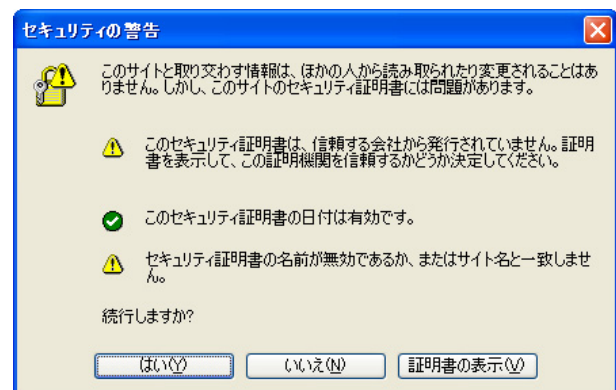 セキュリティの警告
このサイトと取り交わす情報は、ほかの人から読み取られたり変更されることはあ
りません。しかし、このサイトのセキュリティ証明書には問題があります。
このセキュリティ証明書は、信頼する会社から発行されていません。証明
書を表示して、この証明機関を信頼するかどうか決定してください。
このセキュリティ証明書の日付は有効です。
セキュリティ証明書の名前が無効であるか、またはサイト名と一致しませ
ん。
続行しますか?
はい(Y) いいえ(N) 証明書の表示(V)